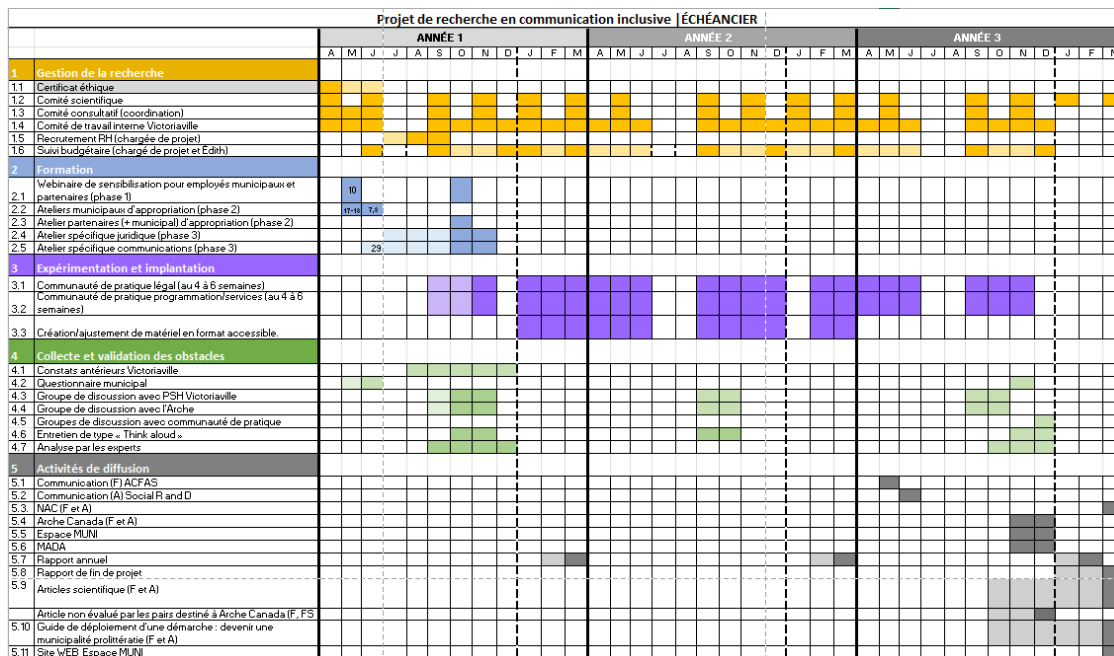 Projet de recherche en communication inclusive | ÉCHÉANCIER
ANNÉE 1 ANNÉE 2 ANNÉE 3
A M J J A S O N D J F M A M J J A S O N D J F M A M J J A S O N D J F M
1 Gestion de la recherche
1.1 Certificat éthique
1.2 Comité scientifique
1.3 Comité consultatif (coordination)
1.4 Comité de travail interne Victoriaville
1.5 Recrutement RH (chargée de projet)
1.6 Suivi budgétaire (chargé de projet et Édith)
2 Formation
Webinaire de sensibilisation pour employés municipaux et
2.1 partenaires (phase 1) 10
2.2 Ateliers municipaux d'appropriation (phase 2) 17-18 7,8
2.3 Atelier partenaires (+ municipal) d'appropriation (phase 2)
2.4 Atelier spécifique juridique (phase 3)
2.5 Atelier spécifique communications (phase 3) 29
3 Expérimentation et implantation
3.1 Communauté de pratique légal (au 4 à 6 semaines)
Communauté de pratique programmation/services (au 4 à 6
3.2 semaines)
3.3 Création/ajustement de matériel en format accessible.
4 Collecte et validation des obstacles
4.1 Constats antérieurs Victoriaville
4.2 Questionnaire municipal
4.3 Groupe de discussion avec PSH Victoriaville
4.4 Groupe de discussion avec l'Arche
4.5 Groupes de discussion avec communauté de pratique
4.6 Entretien de type « Think aloud »
4.7 Analyse par les experts
5 Activités de diffusion
5.1 Communication (F) ACFAS
5.2 Communication (A) Social R and D
5.3. NAC (F et A)
5.4 Arche Canada (F et A)
5.5 Espace MUNI
5.6 MADA
5.7 Rapport annuel
5.8 Rapport de fin de projet
5.9 Articles scientifique (F et A)
Article non évalué par les pairs destiné à Arche Canada (F, FS
5.10 Guide de déploiement d'une démarche : devenir une
municipalité prolittératie (F et A)
5.11 Site WEB Espace MUNI